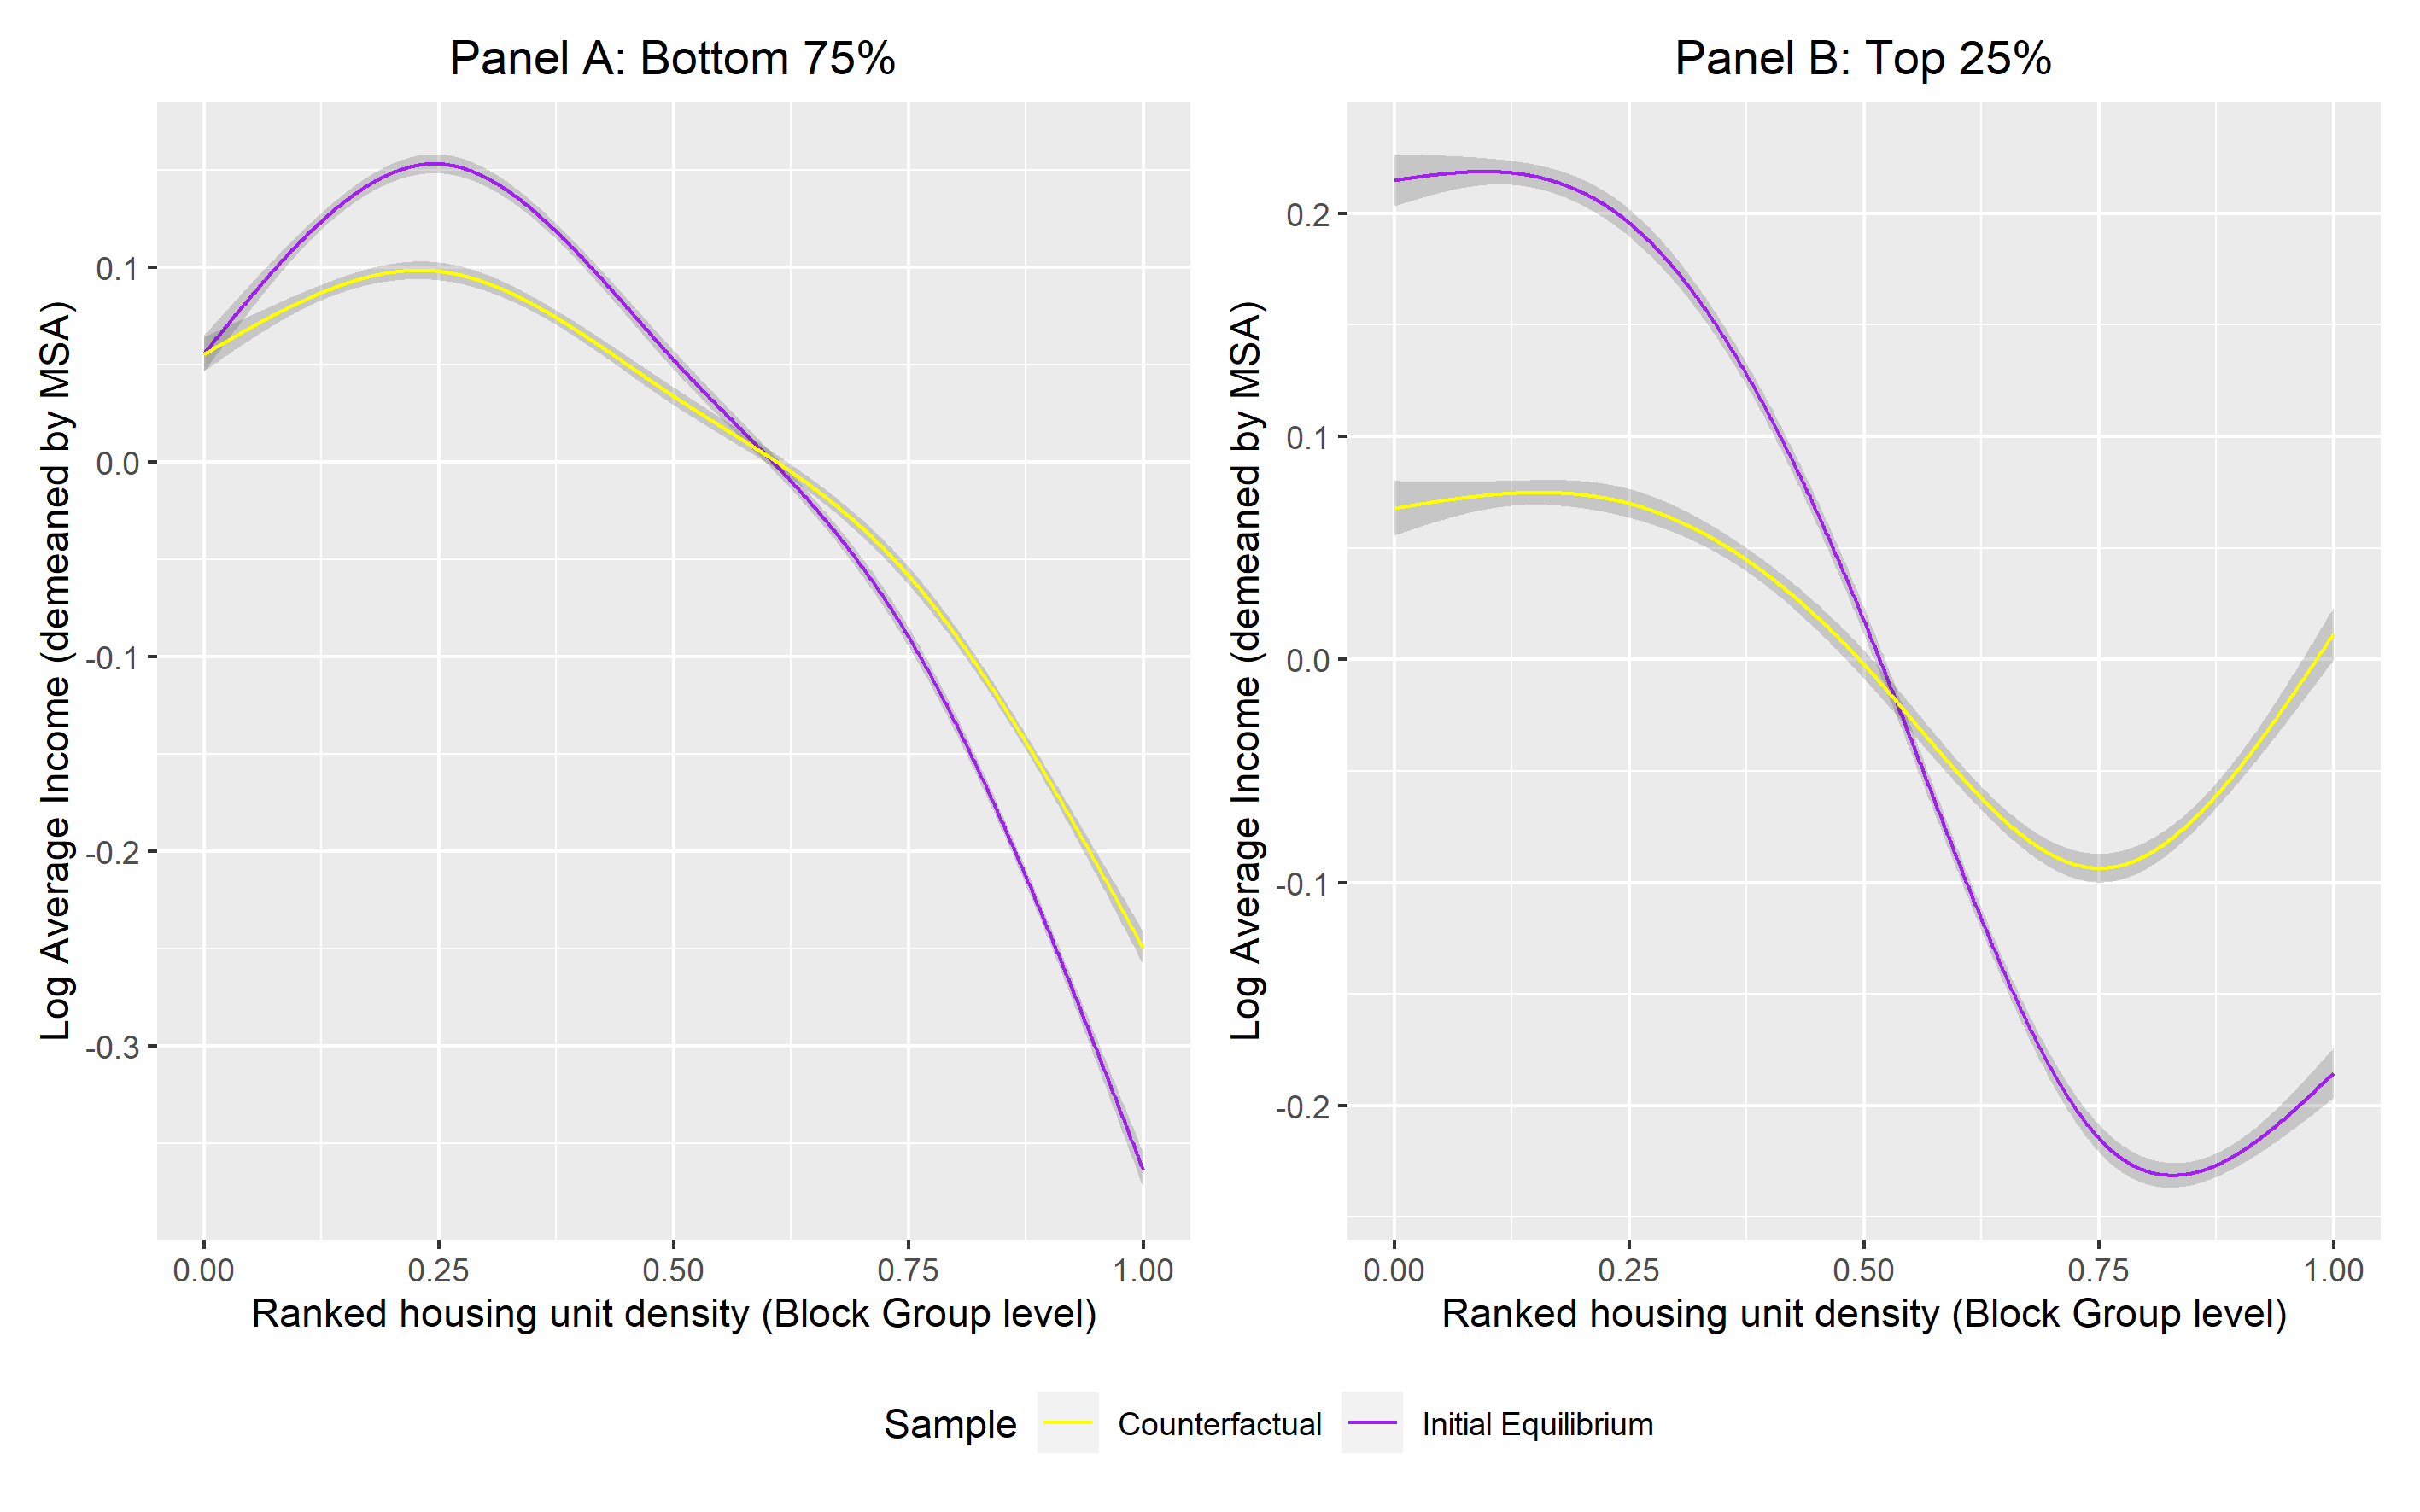 Panel A: Bottom 75%
Log Average Income (demeaned by MSA)
0.1
0.0
-0.1
-0.2
-0.3
0.00 0.25 0.50 0.75 1.00
Ranked housing unit density (Block Group level)
Panel B: Top 25%
Log Average Income (demeaned by MSA)
0.2
0.1
0.0
-0.1
-0.2
0.00 0.25 0.50 0.75 1.00
Ranked housing unit density (Block Group level)
Sample Counterfactual Initial Equilibrium